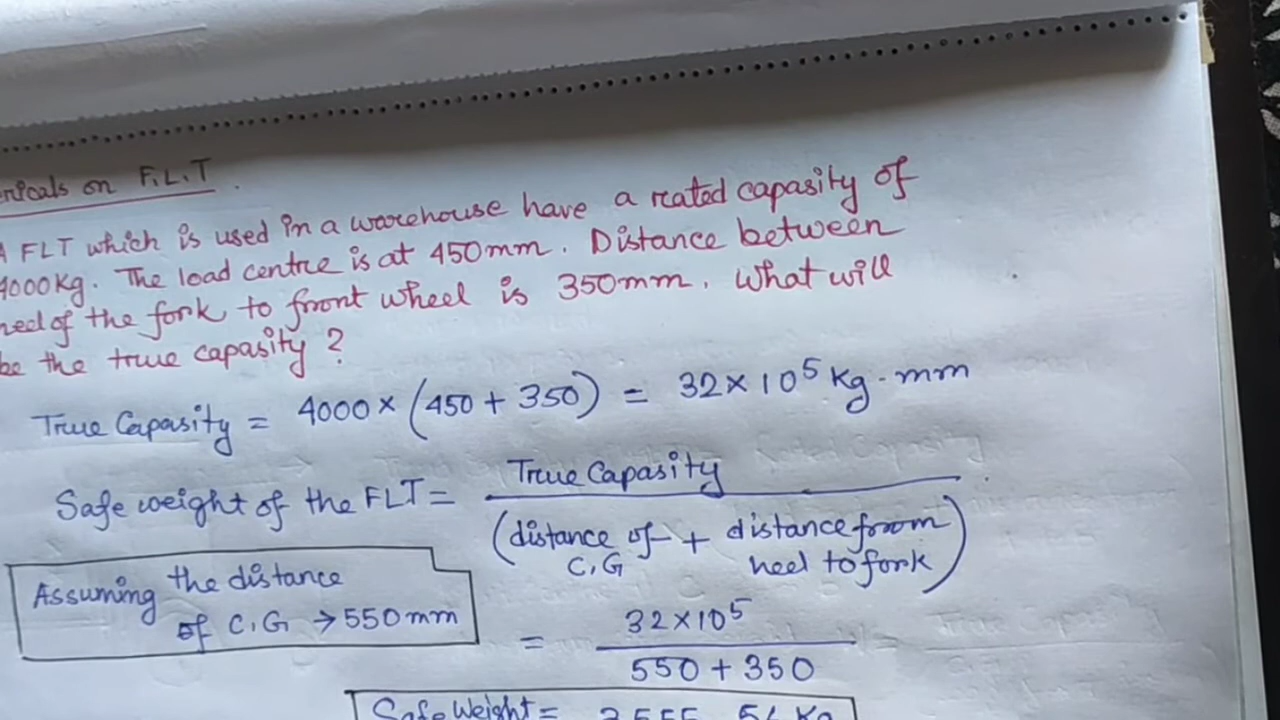 on F.L.T.
A FLT which is used in a warehouse have a rated capasity of
4000Kg. The load centre is at 450mm. Distance between
of the fork to front wheel is 350mm. What will
be the true capasity?
True Capasity = 4000 × (450 + 350) = 32×10⁵ Kg-mm
Safe weight of the FLT = True Capasity
(distance of C.G + distance from heel to fork)
Assuming the distance
of C.G → 550mm
= 32×10⁵
550 + 350
Safe Weight =